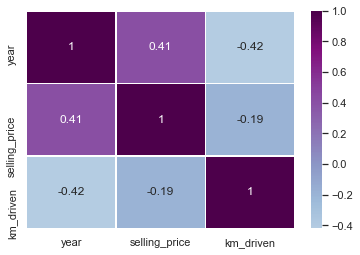 year
1
0.41
-0.42
selling_price
0.41
1
-0.19
km_driven
-0.42
-0.19
1
year
selling_price
km_driven
1.0
0.8
0.6
0.4
0.2
0.0
−0.2
−0.4